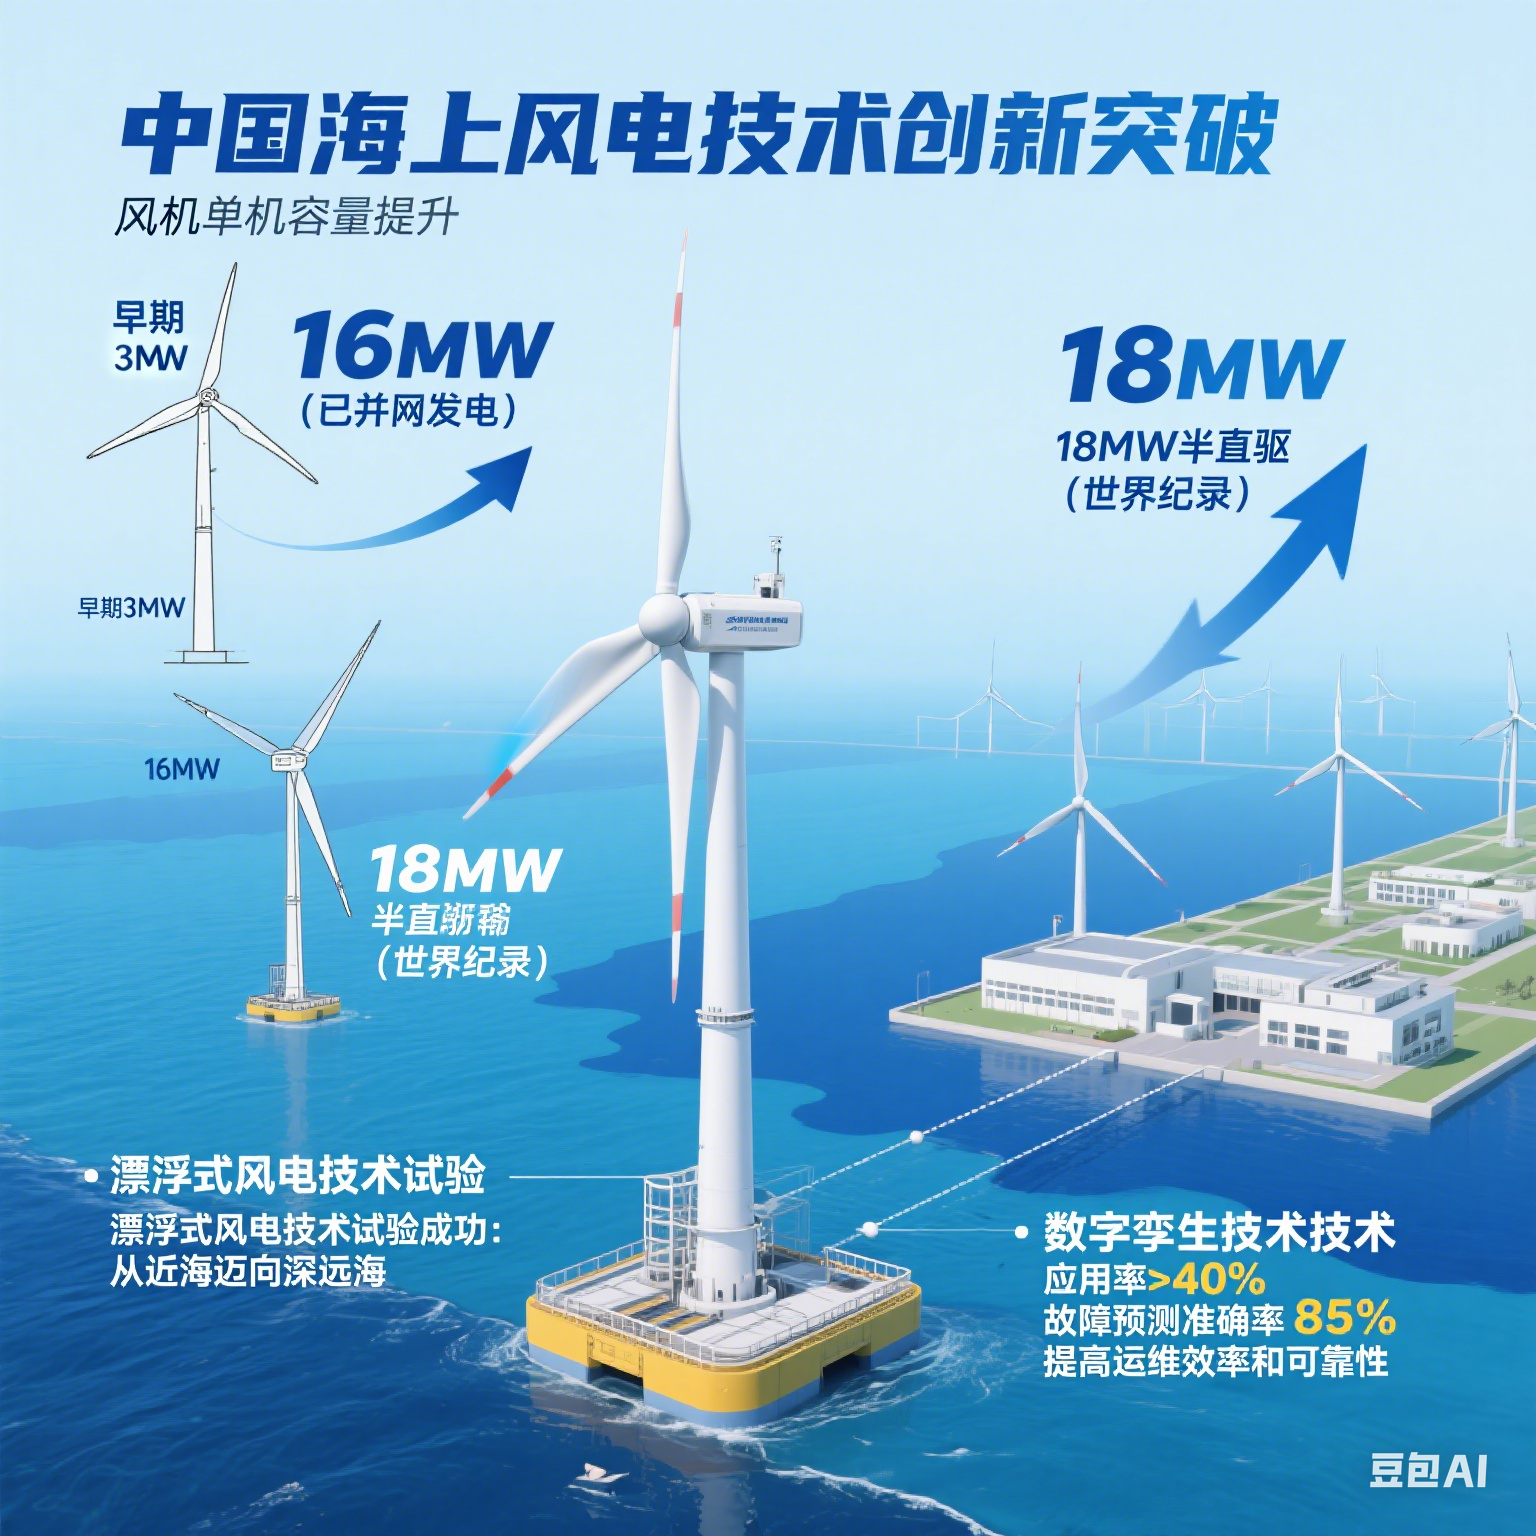 中国海上风电技术创新突破
风机单机容量提升
早期
3MW
16MW
(已并网发电)
18MW
18MW半直驱
(世界纪录)
早期3MW
16MW
18MW
半直
(世界纪录)
漂浮式风电技术试验
漂浮式风电技术试验成功：
从近海迈向深远海
数字孪生技术技术
应用率>40%
故障预测准确率 85%
提高运维效率和可靠性
豆包AI